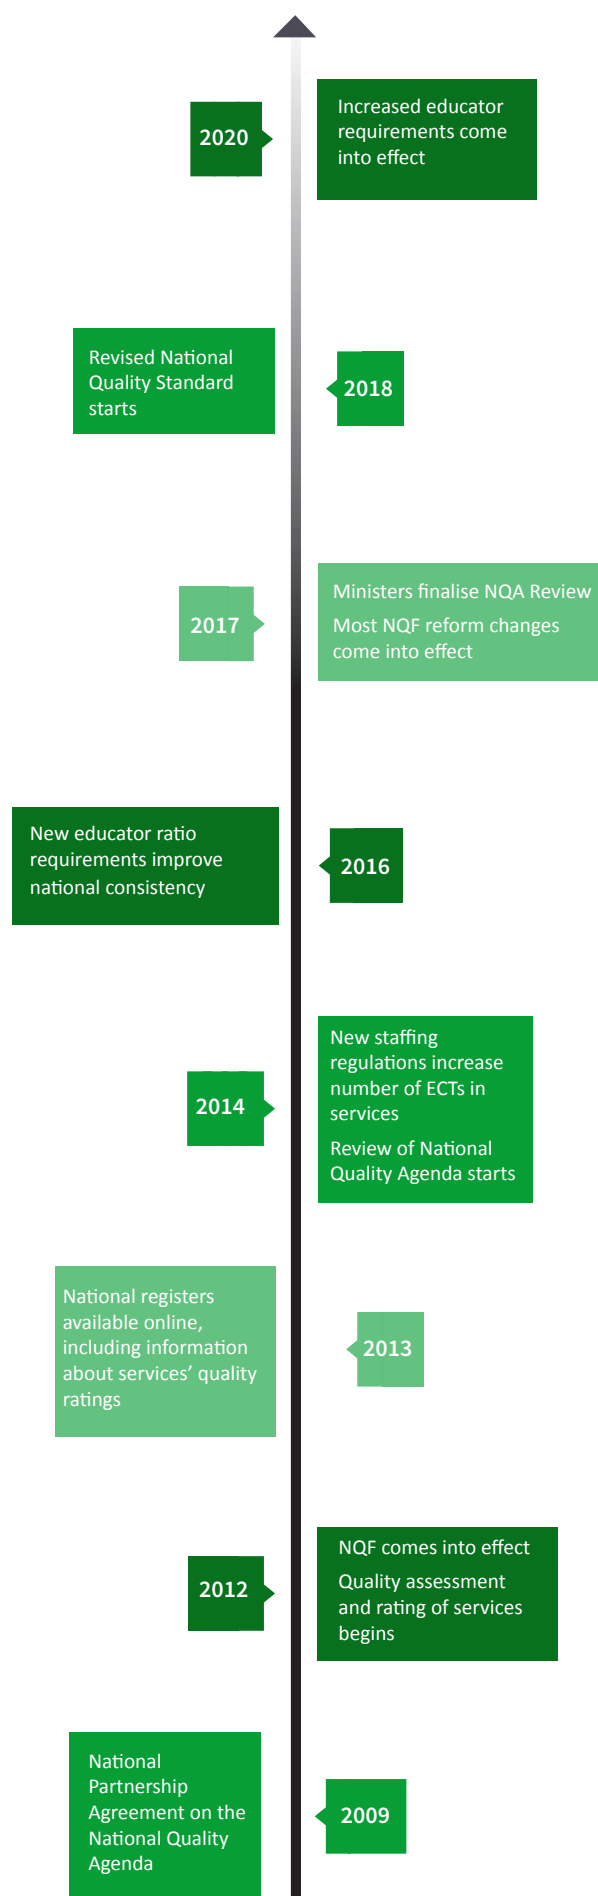 2020
Increased educator
requirements come
into effect
Revised National
Quality Standard
starts
2018
2017
Ministers finalise NQA Review
Most NQF reform changes
come into effect
New educator ratio
requirements improve
national consistency
2016
2014
New staffing
regulations increase
number of ECTs in
services
Review of National
Quality Agenda starts
National registers
available online,
including information
about services’ quality
ratings
2013
2012
NQF comes into effect
Quality assessment
and rating of services
begins
National
Partnership
Agreement on the
National Quality
Agenda
2009